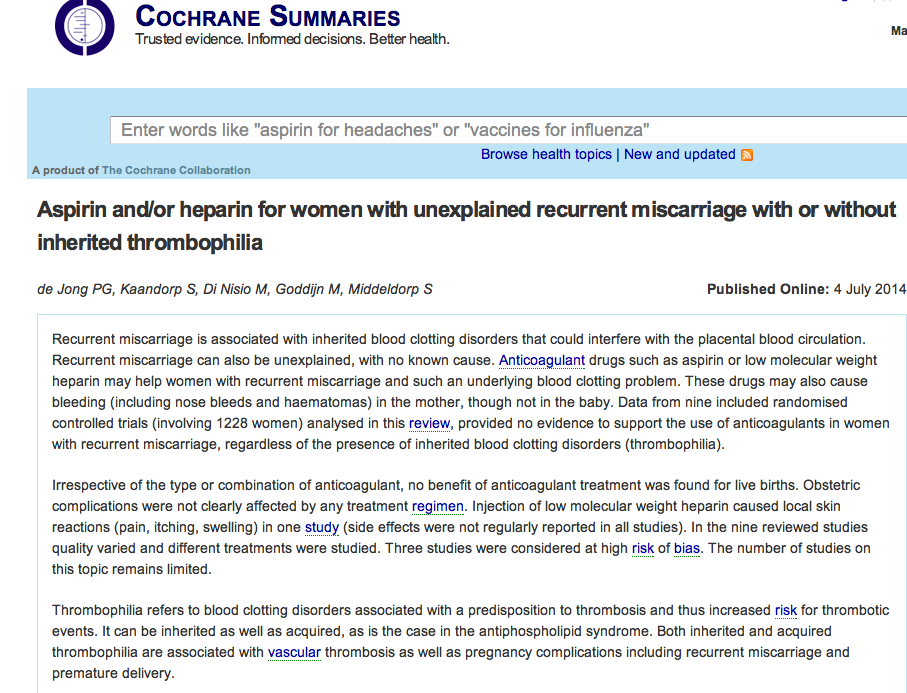 COCHRANE SUMMARIES
Trusted evidence. Informed decisions. Better health.
Ma
Enter words like "aspirin for headaches" or "vaccines for influenza"
Browse health topics | New and updated
A product of The Cochrane Collaboration
Aspirin and/or heparin for women with unexplained recurrent miscarriage with or without
inherited thrombophilia
de Jong PG, Kaandorp S, Di Nisio M, Goddijn M, Middeldorp S
Published Online: 4 July 2014
Recurrent miscarriage is associated with inherited blood clotting disorders that could interfere with the placental blood circulation.
Recurrent miscarriage can also be unexplained, with no known cause. Anticoagulant drugs such as aspirin or low molecular weight
heparin may help women with recurrent miscarriage and such an underlying blood clotting problem. These drugs may also cause
bleeding (including nose bleeds and haematomas) in the mother, though not in the baby. Data from nine included randomised
controlled trials (involving 1228 women) analysed in this review, provided no evidence to support the use of anticoagulants in women
with recurrent miscarriage, regardless of the presence of inherited blood clotting disorders (thrombophilia).
Irrespective of the type or combination of anticoagulant, no benefit of anticoagulant treatment was found for live births. Obstetric
complications were not clearly affected by any treatment regimen. Injection of low molecular weight heparin caused local skin
reactions (pain, itching, swelling) in one study (side effects were not regularly reported in all studies). In the nine reviewed studies
quality varied and different treatments were studied. Three studies were considered at high risk of bias. The number of studies on
this topic remains limited.
Thrombophilia refers to blood clotting disorders associated with a predisposition to thrombosis and thus increased risk for thrombotic
events. It can be inherited as well as acquired, as is the case in the antiphospholipid syndrome. Both inherited and acquired
thrombophilia are associated with vascular thrombosis as well as pregnancy complications including recurrent miscarriage and
premature delivery.